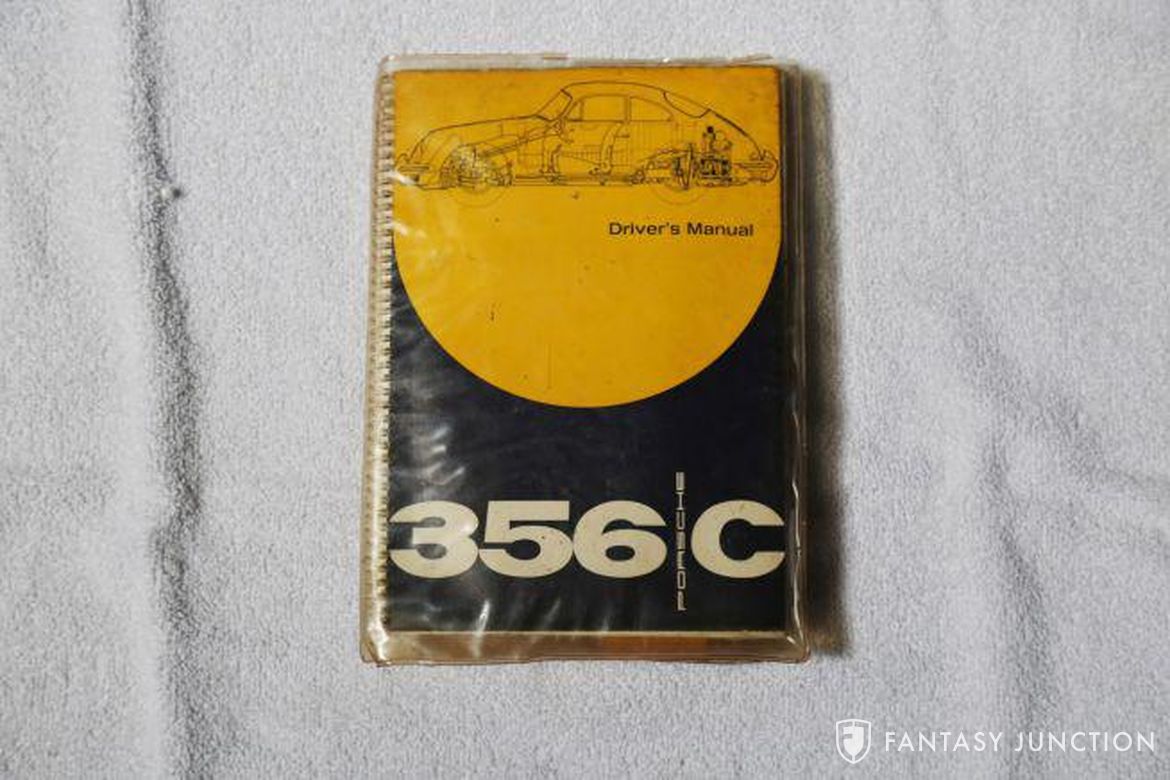 Driver's Manual
356 C
PORSCHE
FANTASY JUNCTION